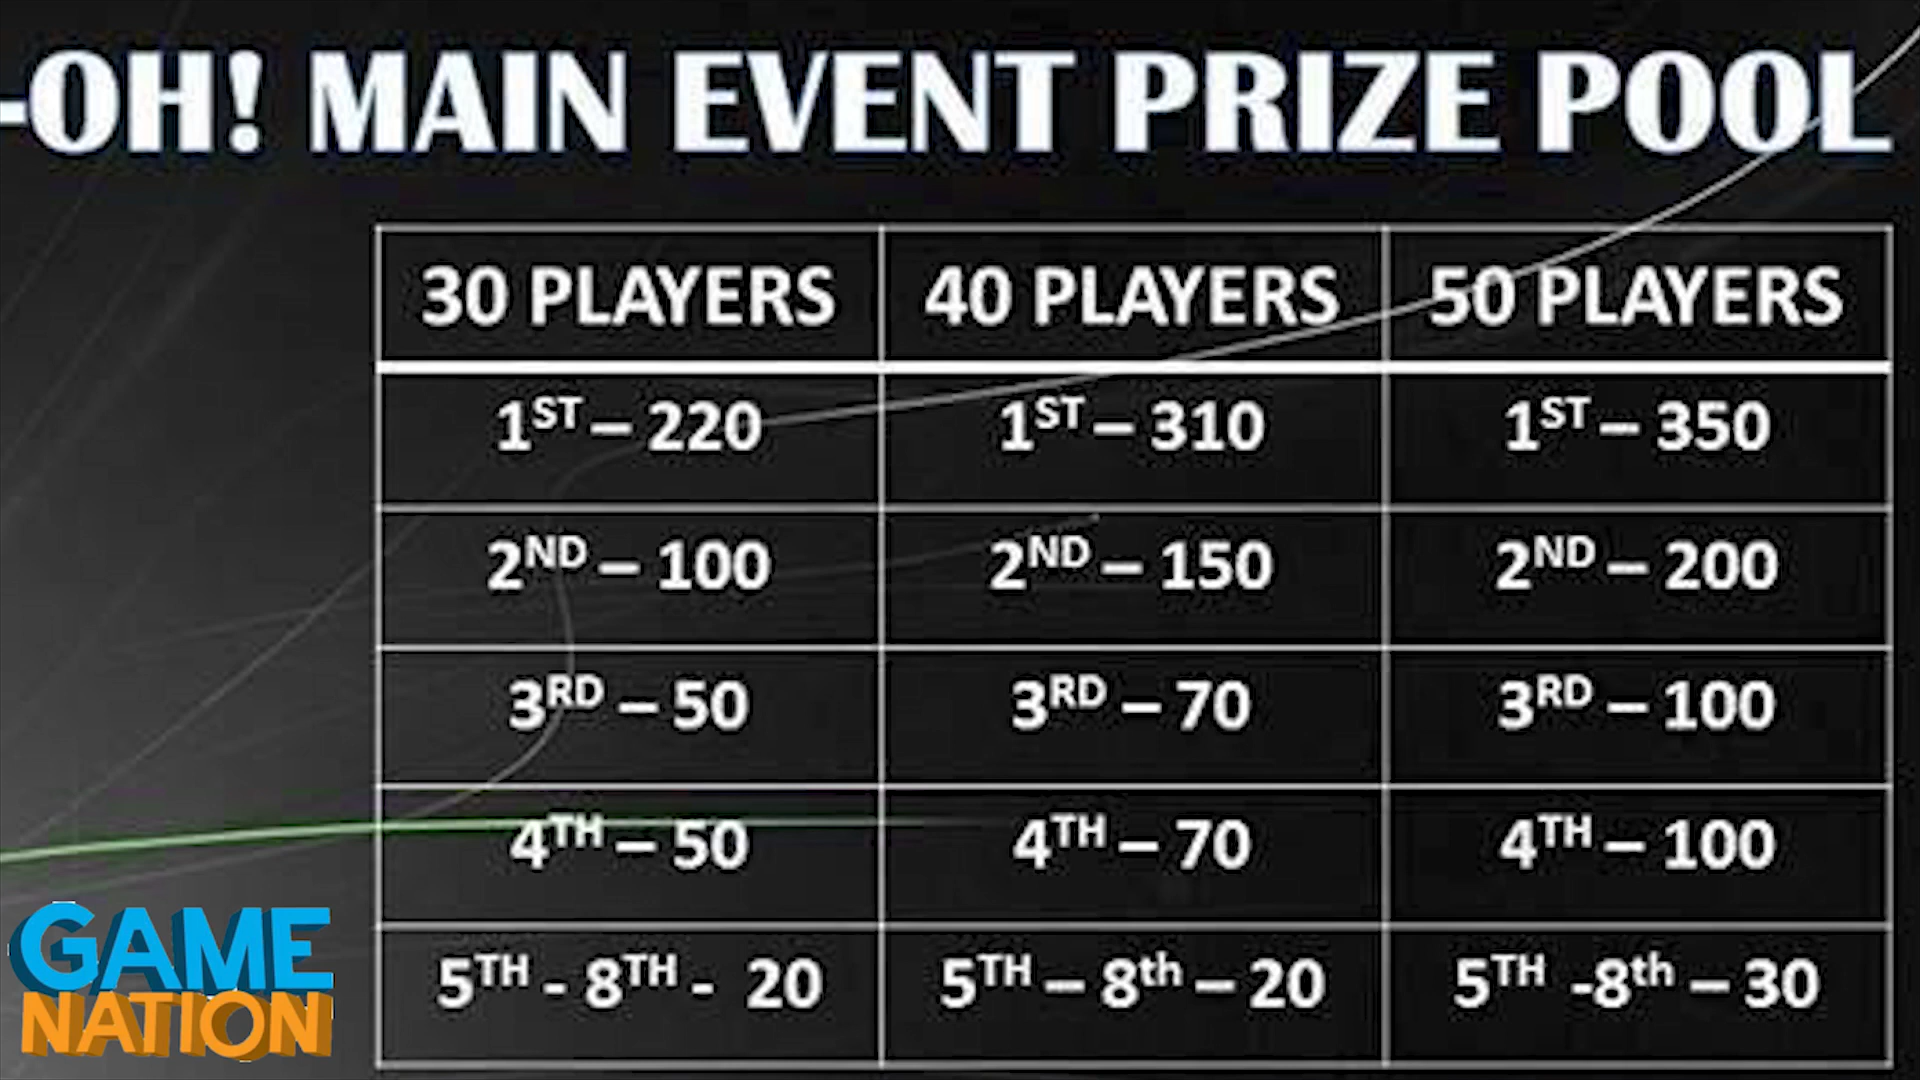 -OH! MAIN EVENT PRIZE POOL
30 PLAYERS 40 PLAYERS 50 PLAYERS
1ST – 220 1ST – 310 1ST – 350
2ND – 100 2ND – 150 2ND – 200
3RD – 50 3RD – 70 3RD – 100
4TH – 50 4TH – 70 4TH – 100
5TH - 8TH - 20 5TH – 8th – 20 5TH -8th – 30
GAME
NATION